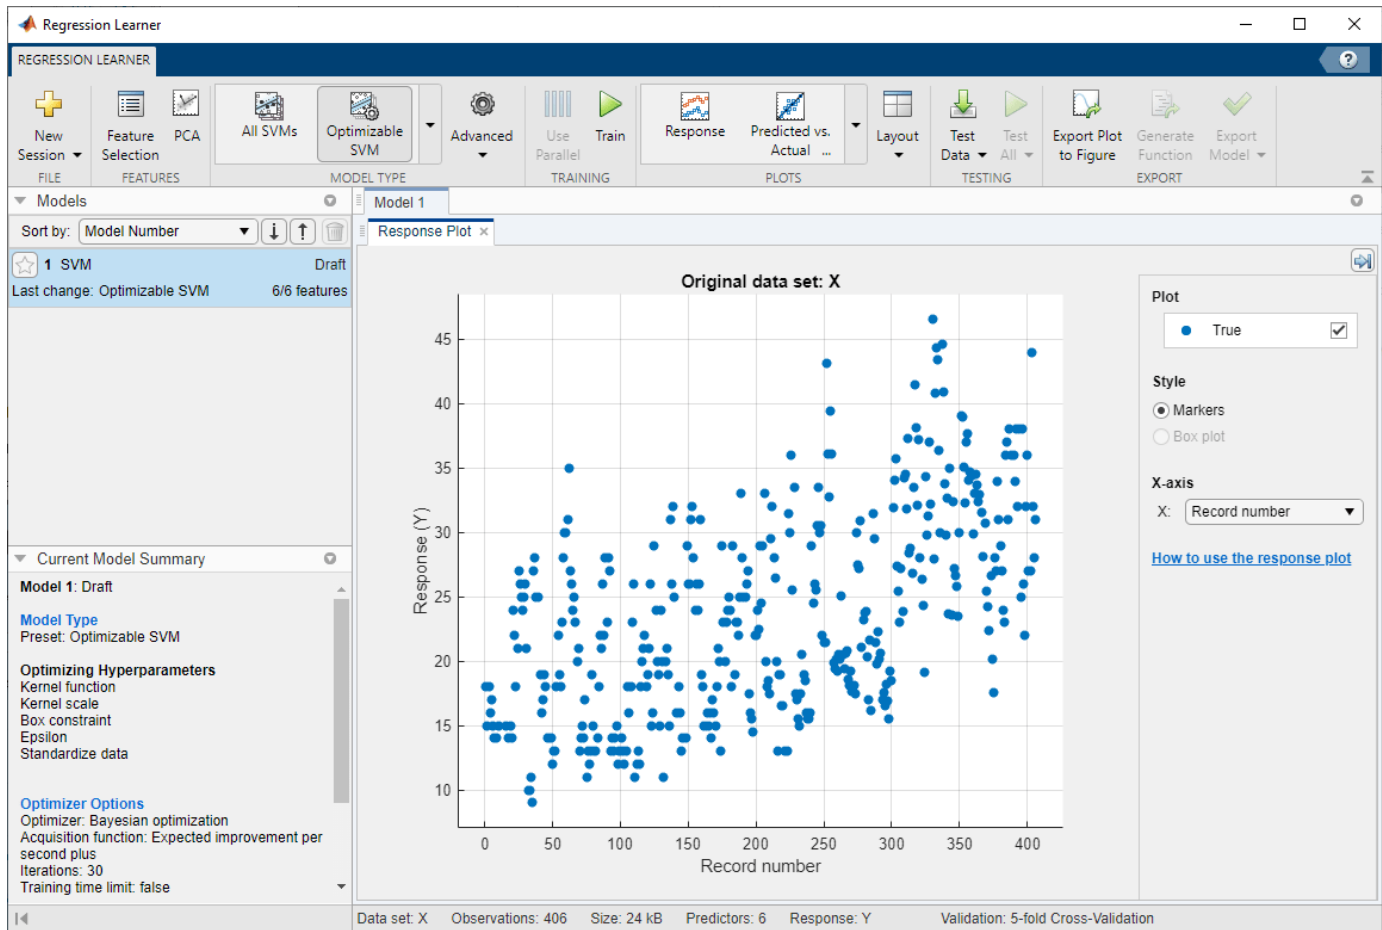 Regression Learner
REGRESSION LEARNER
?
New Session
Feature Selection
PCA
All SVMs
Optimizable SVM
Advanced
Use Parallel
Train
Response
Predicted vs. Actual ...
Layout
Test Data
Test All
Export Plot to Figure
Generate Function
Export Model
FILE
FEATURES
MODEL TYPE
TRAINING
PLOTS
TESTING
EXPORT
Models
Sort by: Model Number
1 SVM Draft
Last change: Optimizable SVM 6/6 features
Current Model Summary
Model 1: Draft
Model Type
Preset: Optimizable SVM
Optimizing Hyperparameters
Kernel function
Kernel scale
Box constraint
Epsilon
Standardize data
Optimizer Options
Optimizer: Bayesian optimization
Acquisition function: Expected improvement per
second plus
Iterations: 30
Training time limit: false
Model 1
Response Plot
Original data set: X
Response (Y)
45
40
35
30
25
20
15
10
0 50 100 150 200 250 300 350 400
Record number
Plot
True
Style
Markers
Box plot
X-axis
X: Record number
How to use the response plot
Data set: X Observations: 406 Size: 24 kB Predictors: 6 Response: Y Validation: 5-fold Cross-Validation